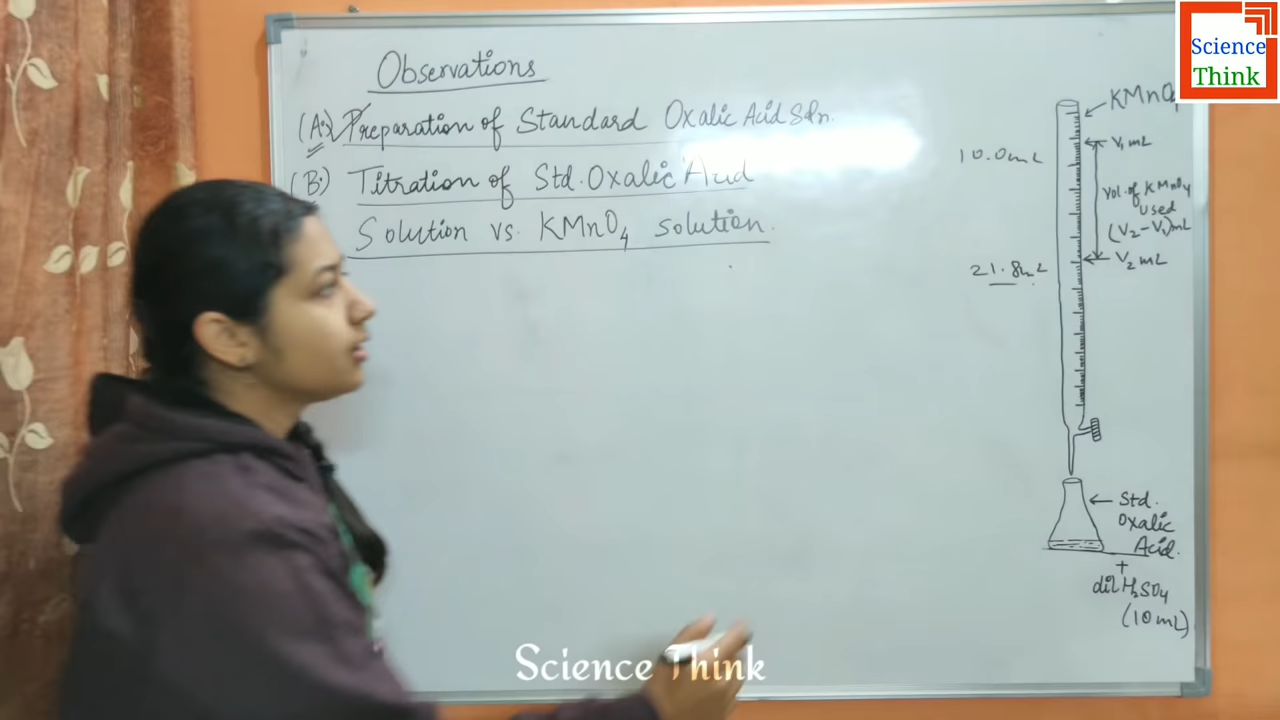 Observations
(A:) Preparation of Standard Oxalic Acid Soln.
(B:) Titration of Std. Oxalic Acid
Solution vs. KMnO4 solution.
Science
Think
KMnO4
V1 mL
10.0mL
Vol. of KMnO4
used
(V2-V1)mL
V2 mL
21.8mL
Std.
Oxalic
Acid.
+
dil H2SO4
(10 mL)
Science Think